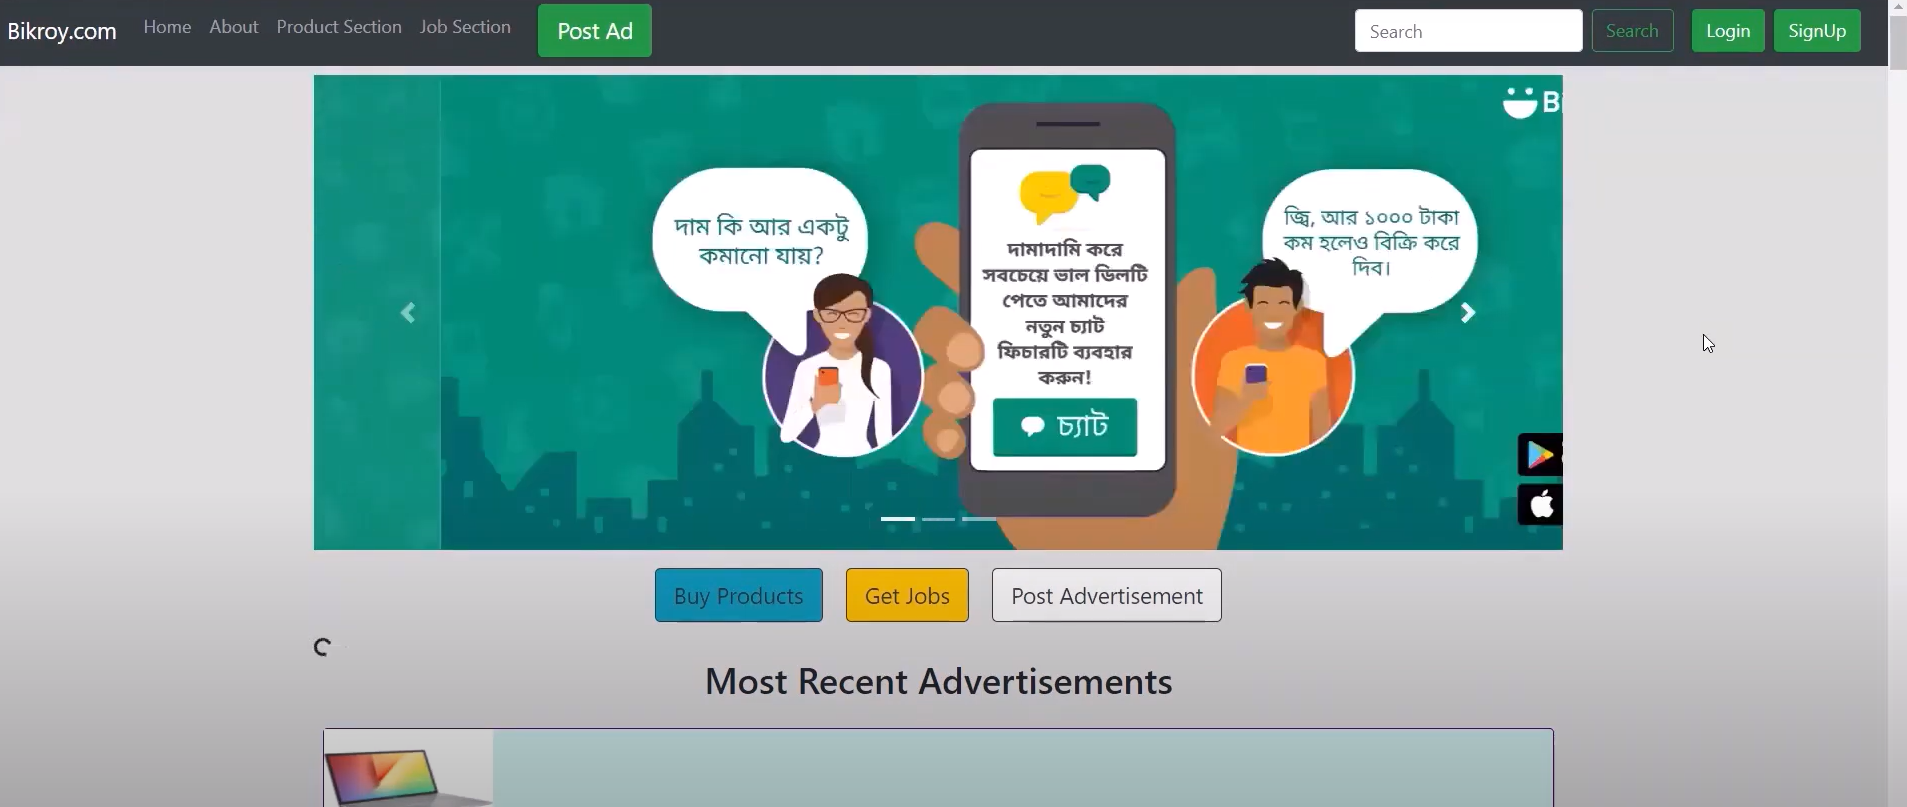 Bikroy.com Home About Product Section Job Section Post Ad Search Search Login SignUp
দাম কি আর একটু
কমানো যায়?
দামাদামি করে
সবচেয়ে ভাল ডিলটি
পেতে আমাদের
নতুন চ্যাট
ফিচারটি ব্যবহার
করুন!
চ্যাট
জ্বি, আর ১০০০ টাকা
কম হলেও বিক্রি করে
দিব।
Buy Products Get Jobs Post Advertisement
Most Recent Advertisements